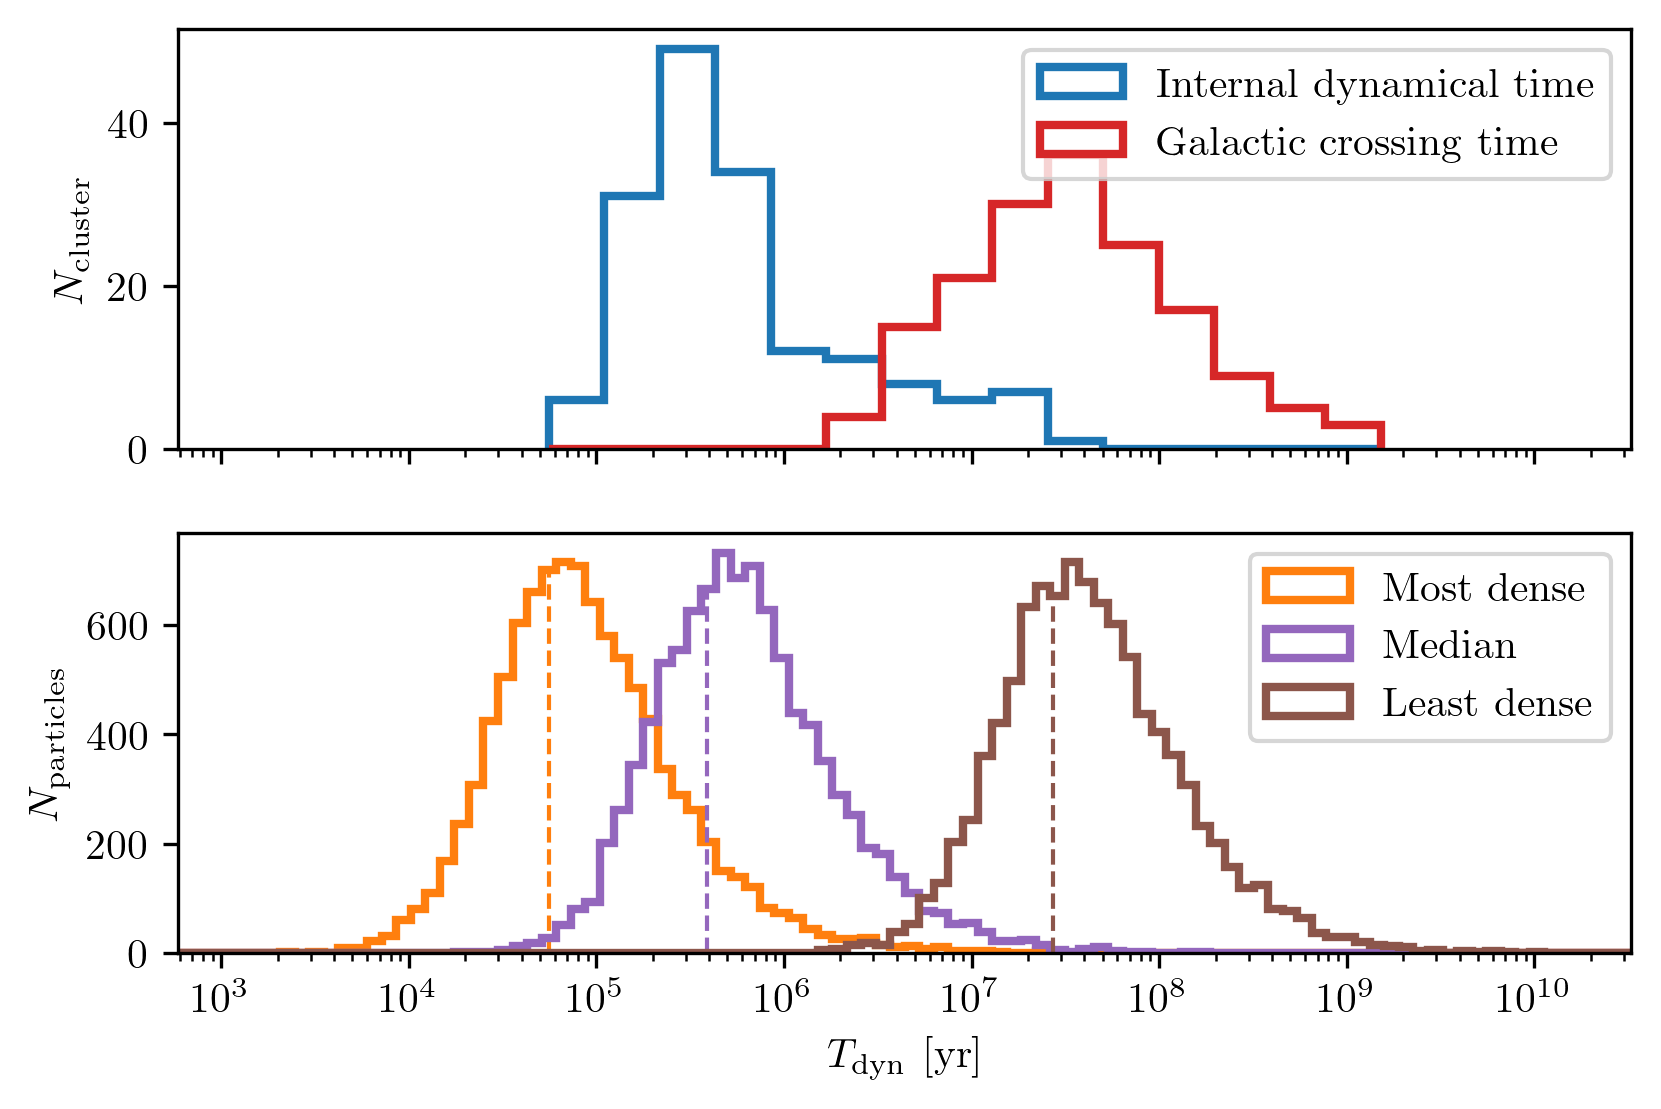 Internal dynamical time
Galactic crossing time
40
20
0
N_cluster
Most dense
Median
Least dense
600
400
200
0
N_particles
10^3 10^4 10^5 10^6 10^7 10^8 10^9 10^10
T_dyn [yr]